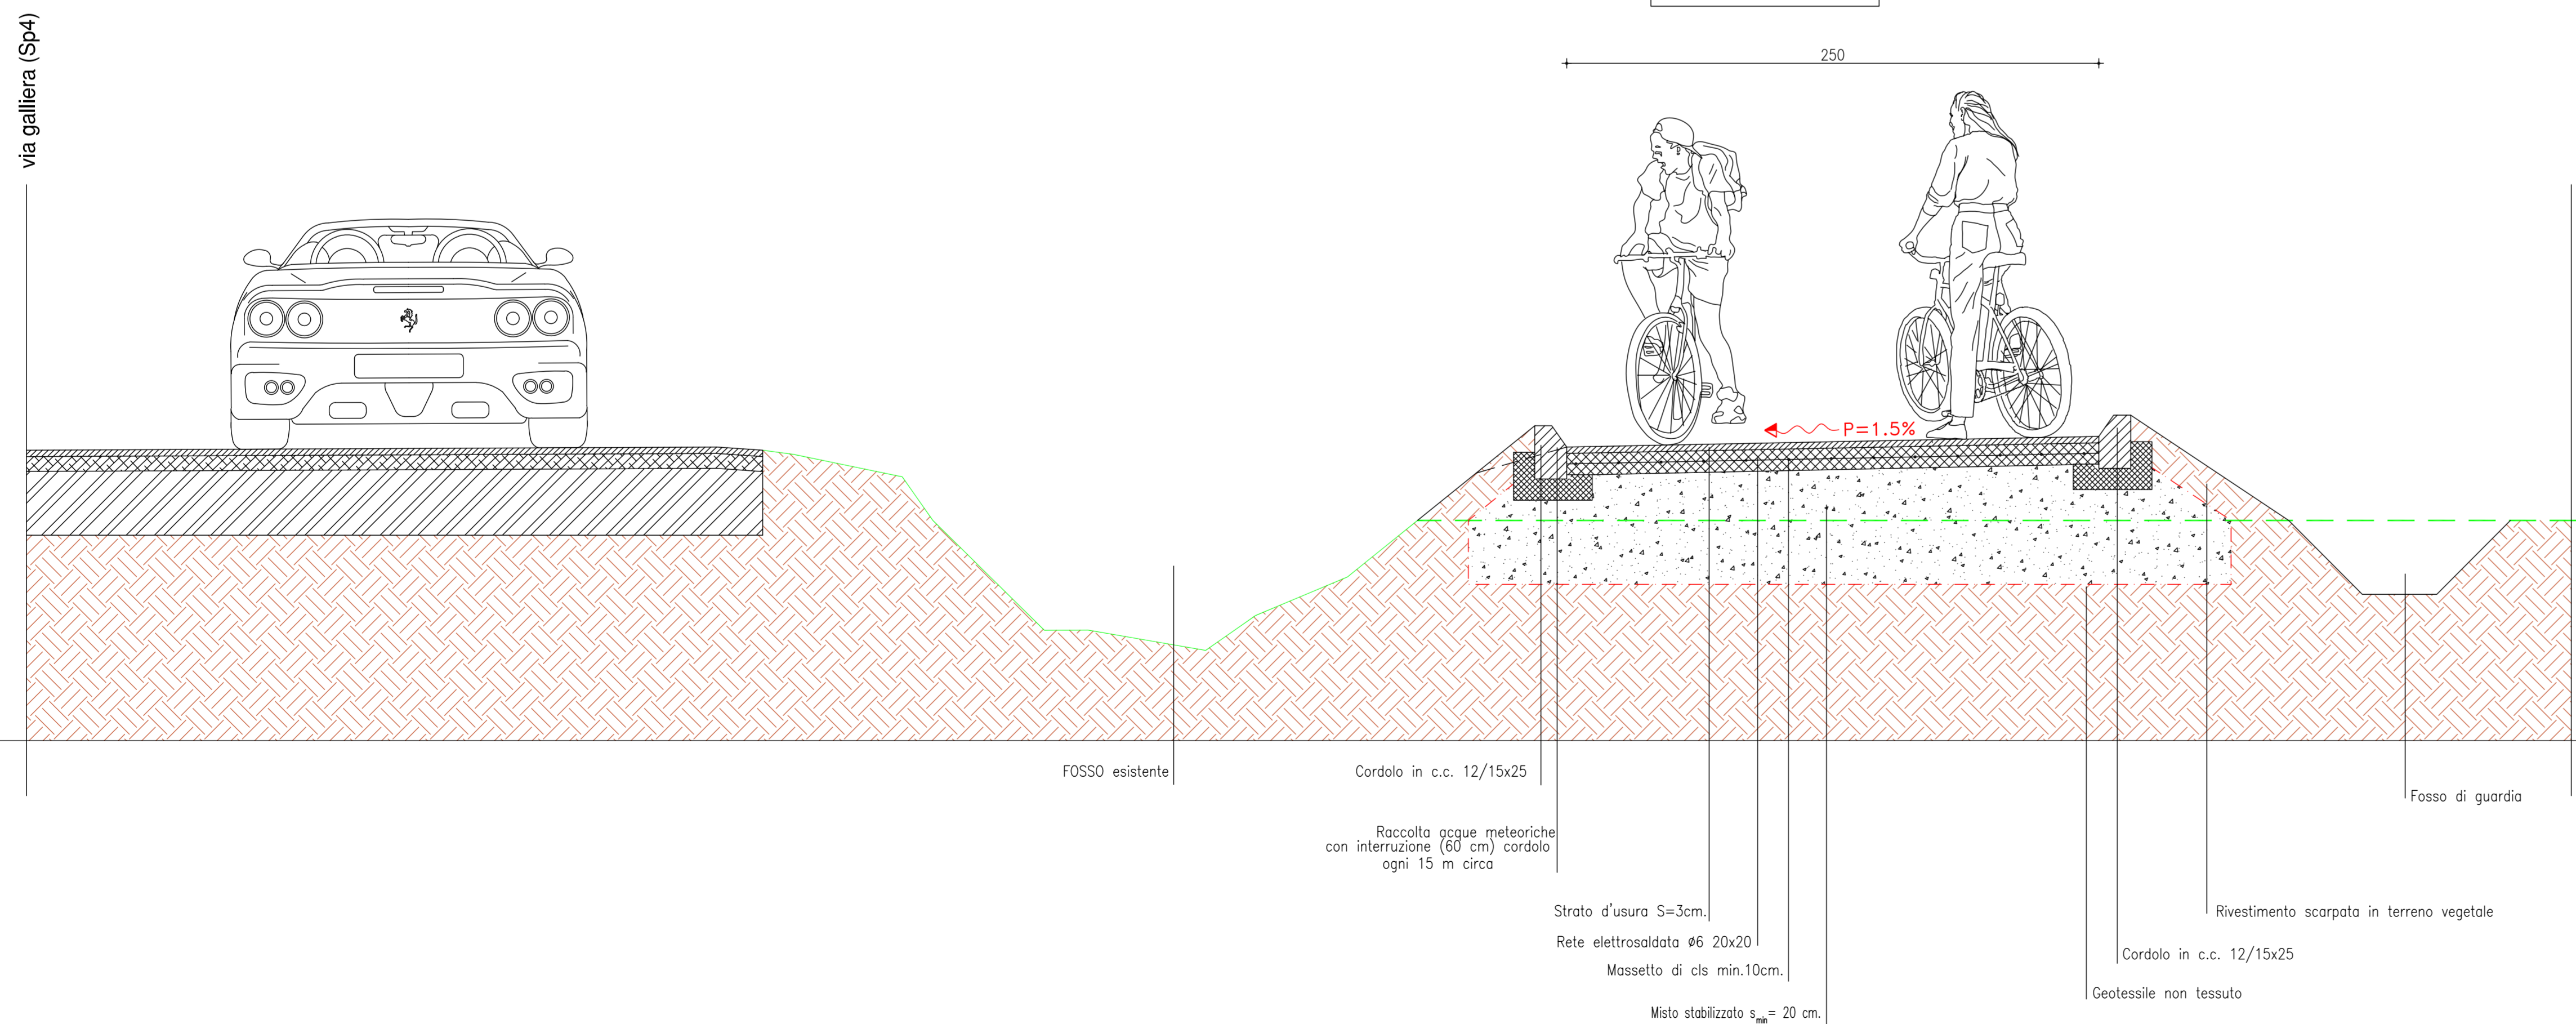 via galliera (Sp4)
250
P=1.5%
FOSSO esistente
Cordolo in c.c. 12/15x25
Fosso di guardia
Raccolta acque meteoriche
con interruzione (60 cm) cordolo
ogni 15 m circa
Strato d'usura S=3cm.
Rivestimento scarpata in terreno vegetale
Rete elettrosaldata ø6 20x20
Cordolo in c.c. 12/15x25
Massetto di cls min.10cm.
Geotessile non tessuto
Misto stabilizzato smin= 20 cm.